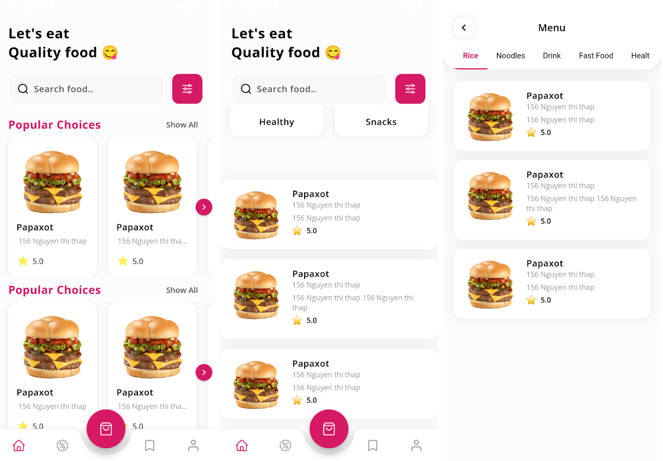 Let's eat
Quality food 😋
Search food..
Popular Choices
Show All
Papaxot
156 Nguyen thi thap
5.0
Papaxot
156 Nguyen thi tha...
5.0
Popular Choices
Show All
Papaxot
156 Nguyen thi thap
5.0
Papaxot
156 Nguyen thi tha...
5.0
Let's eat
Quality food 😋
Search food..
Healthy
Snacks
Papaxot
156 Nguyen thi thap
156 Nguyen thi thap
5.0
Papaxot
156 Nguyen thi thap
156 Nguyen thi thap 156 Nguyen thi
thap
5.0
Papaxot
156 Nguyen thi thap
156 Nguyen thi thap
5.0
Menu
Rice Noodles Drink Fast Food Healt
Papaxot
156 Nguyen thi thap
156 Nguyen thi thap
5.0
Papaxot
156 Nguyen thi thap
156 Nguyen thi thap 156 Nguyen
thi thap
5.0
Papaxot
156 Nguyen thi thap
156 Nguyen thi thap
5.0